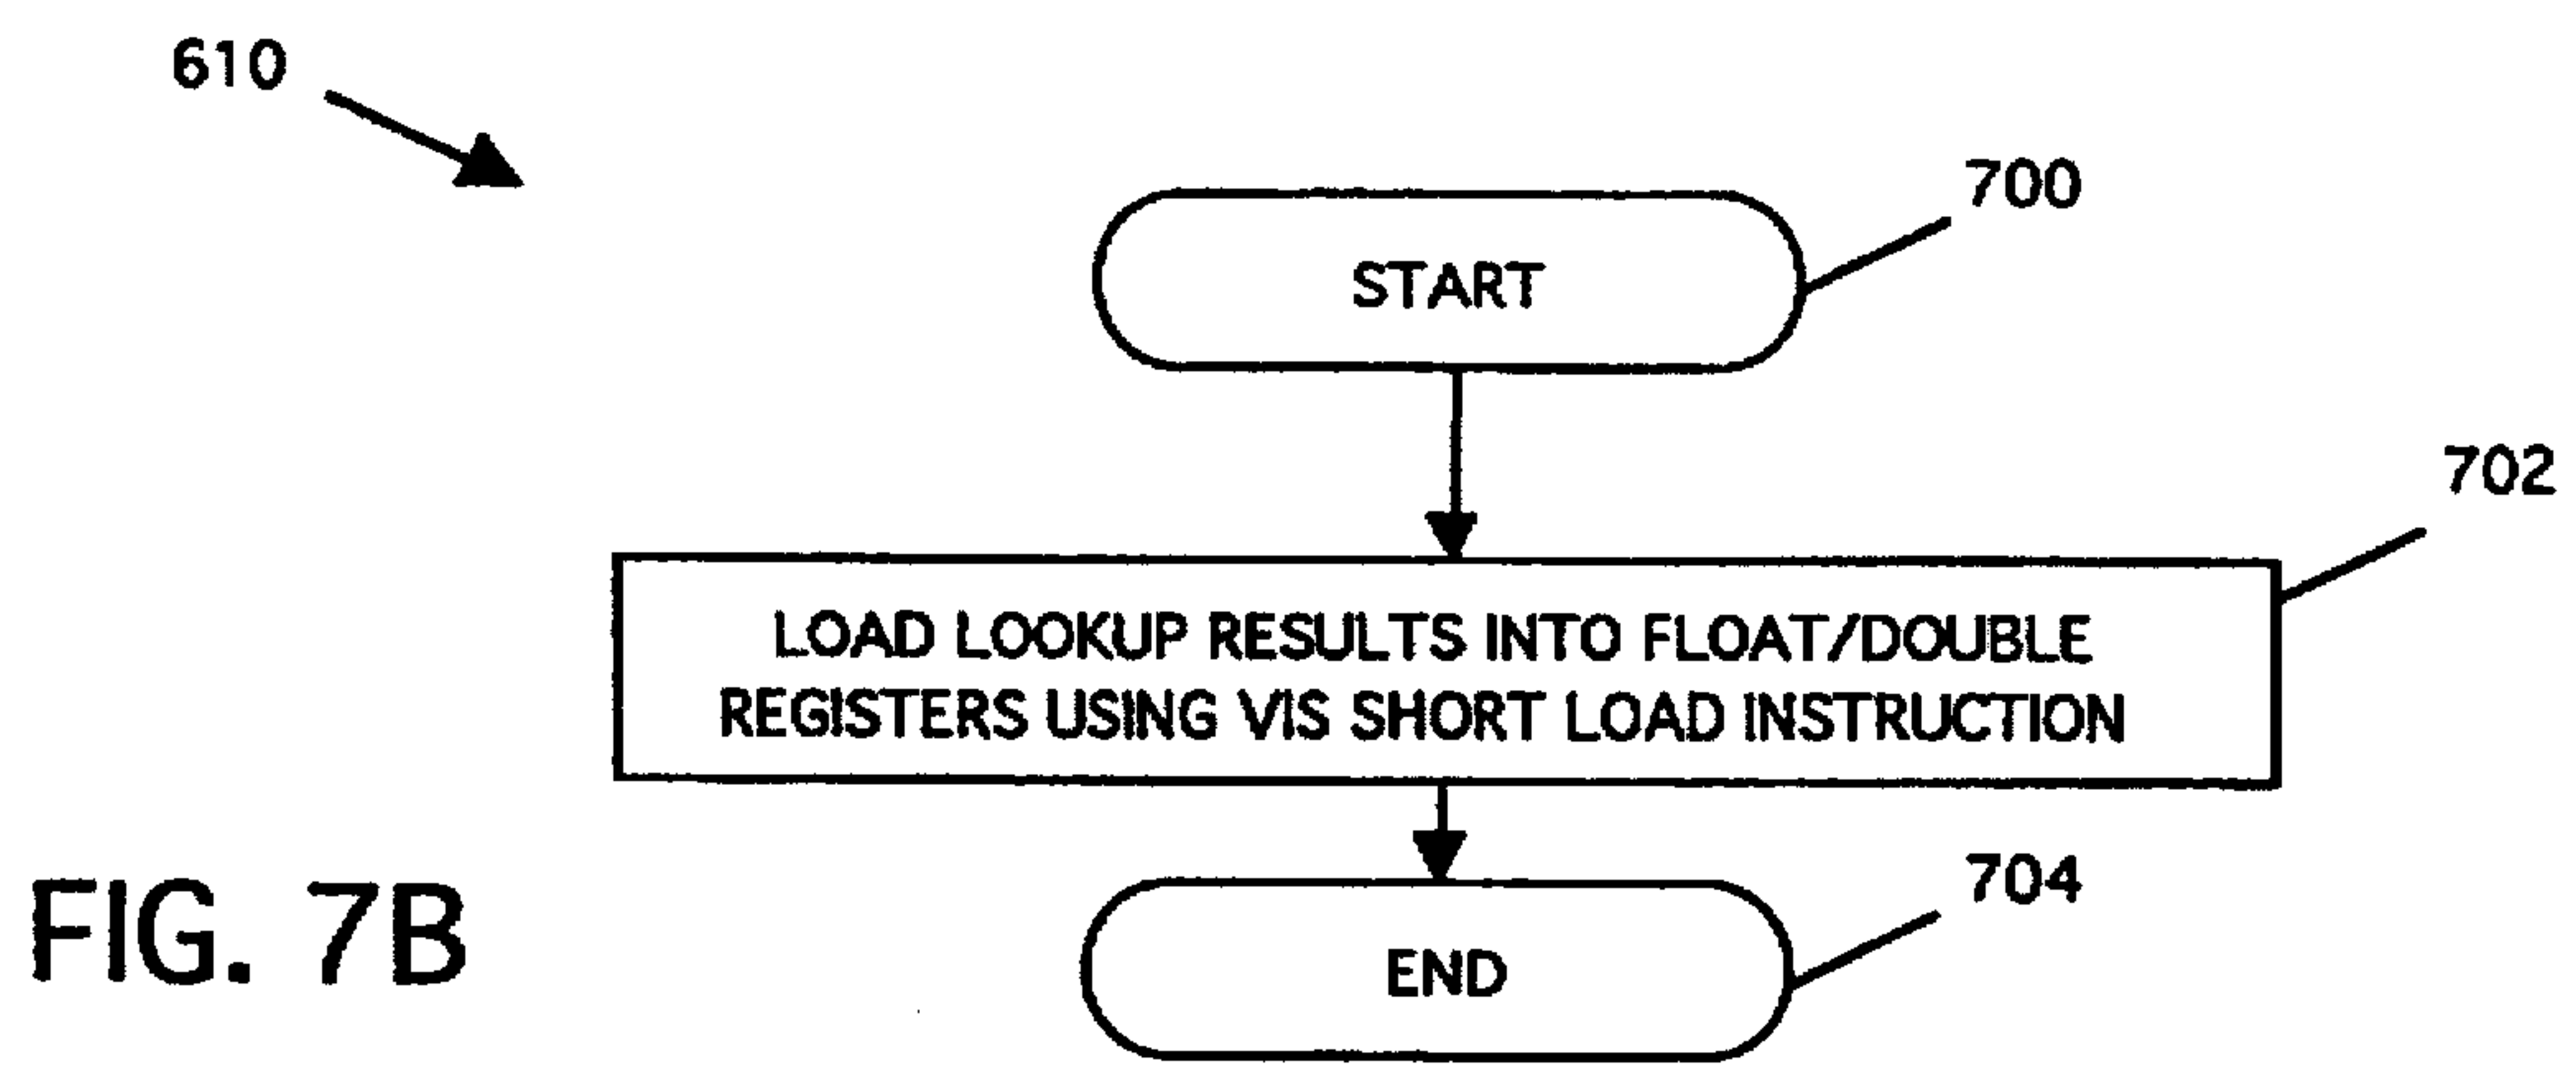 610
700
START
702
LOAD LOOKUP RESULTS INTO FLOAT/DOUBLE
REGISTERS USING VIS SHORT LOAD INSTRUCTION
704
END
FIG. 7B